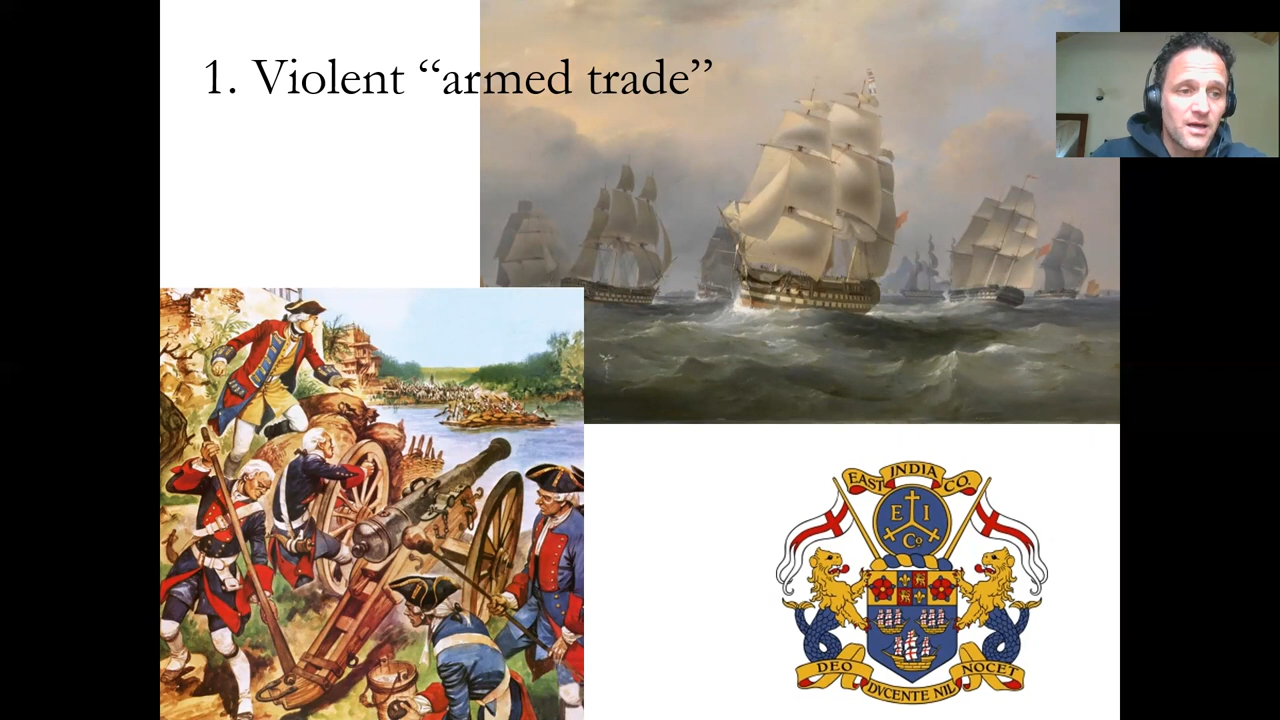 1. Violent “armed trade”
EAST INDIA CO.
E I
Co
DEO DVCENTE NIL NOCET